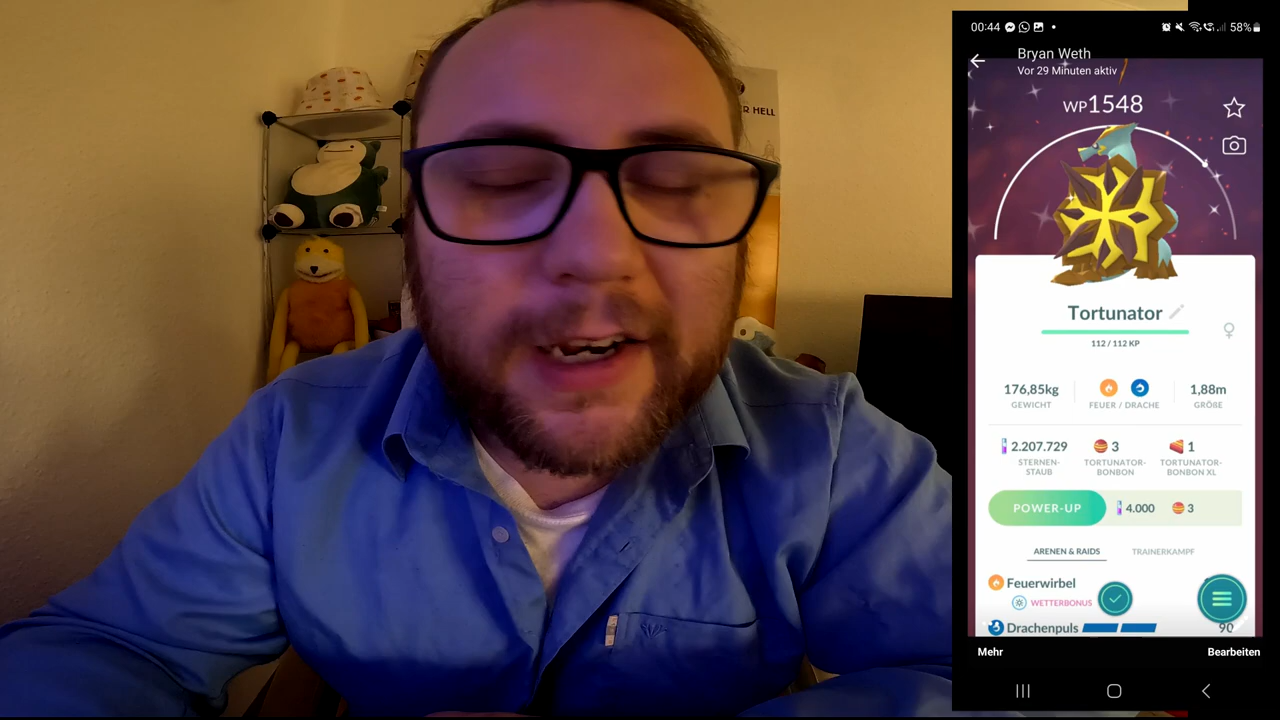 R HELL
00:44
58%
Bryan Weth
Vor 29 Minuten aktiv
WP1548
Tortunator
112 / 112 KP
176,85kg
GEWICHT
FEUER / DRACHE
1,88m
GRÖßE
2.207.729
STERNEN-
STAUB
3
TORTUNATOR-
BONBON
1
TORTUNATOR-
BONBON XL
POWER-UP
4.000
3
ARENEN & RAIDS
TRAINERKAMPF
Feuerwirbel
WETTERBONUS
Drachenpuls
90
Mehr
Bearbeiten